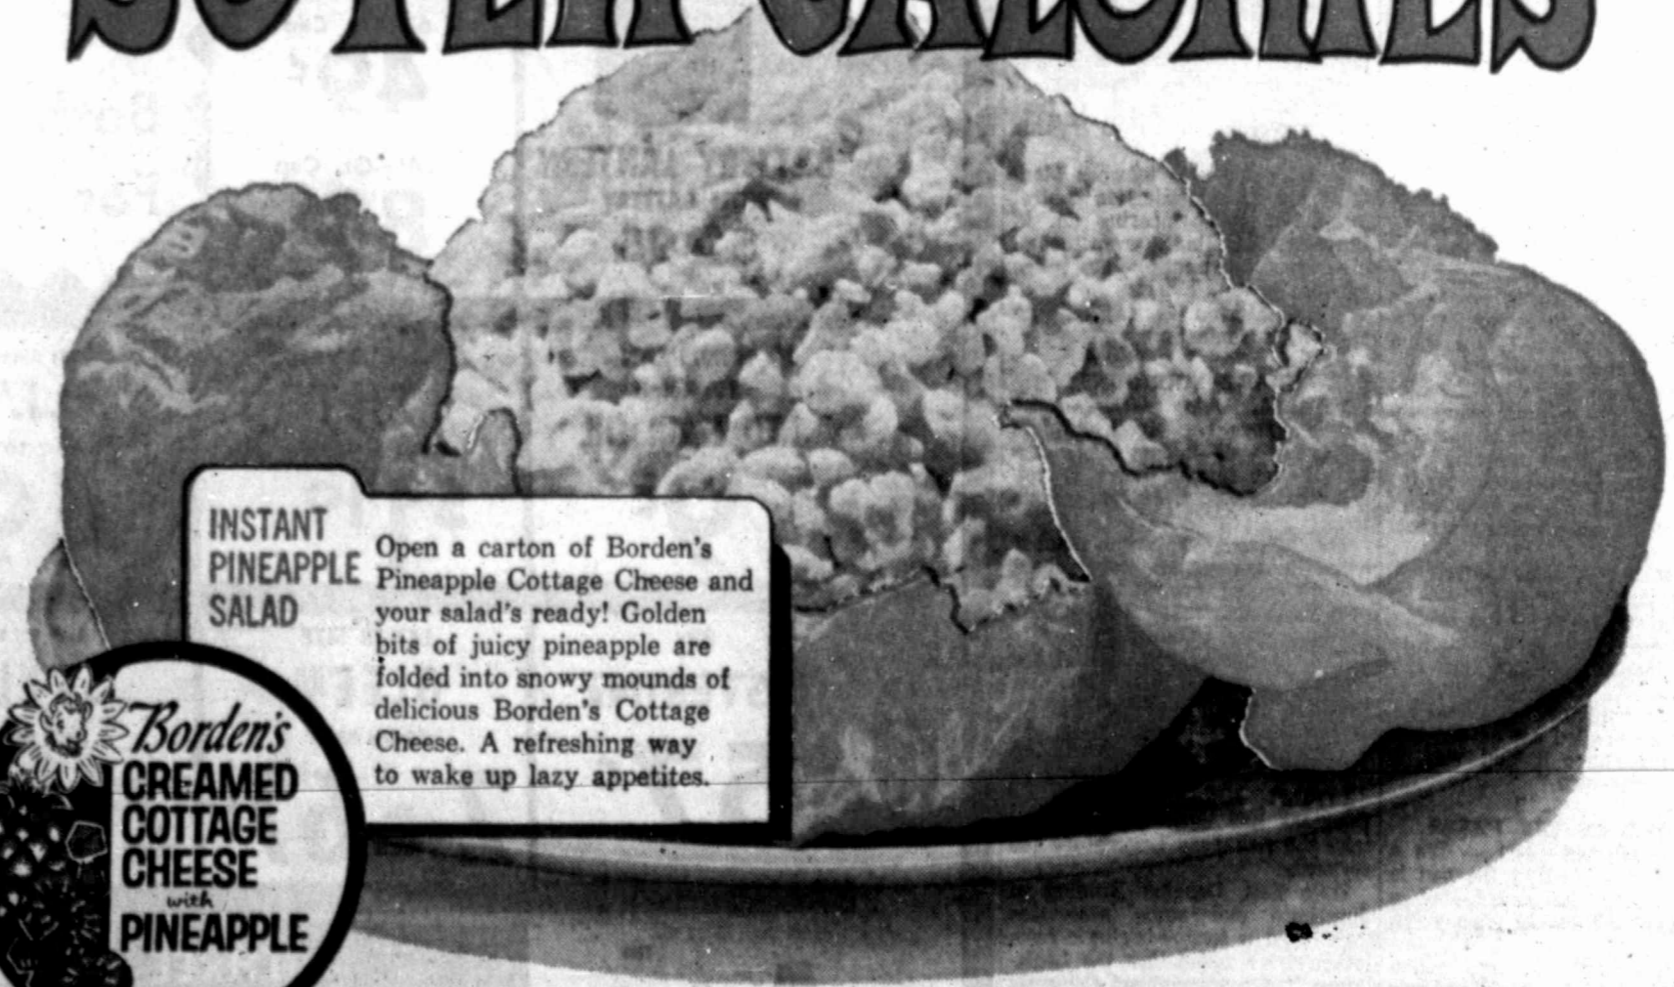 INSTANT
PINEAPPLE
SALAD
Open a carton of Borden's
Pineapple Cottage Cheese and
your salad's ready! Golden
bits of juicy pineapple are
folded into snowy mounds of
delicious Borden's Cottage
Cheese. A refreshing way
to wake up lazy appetites.
Borden's
CREAMED
COTTAGE
CHEESE
with
PINEAPPLE